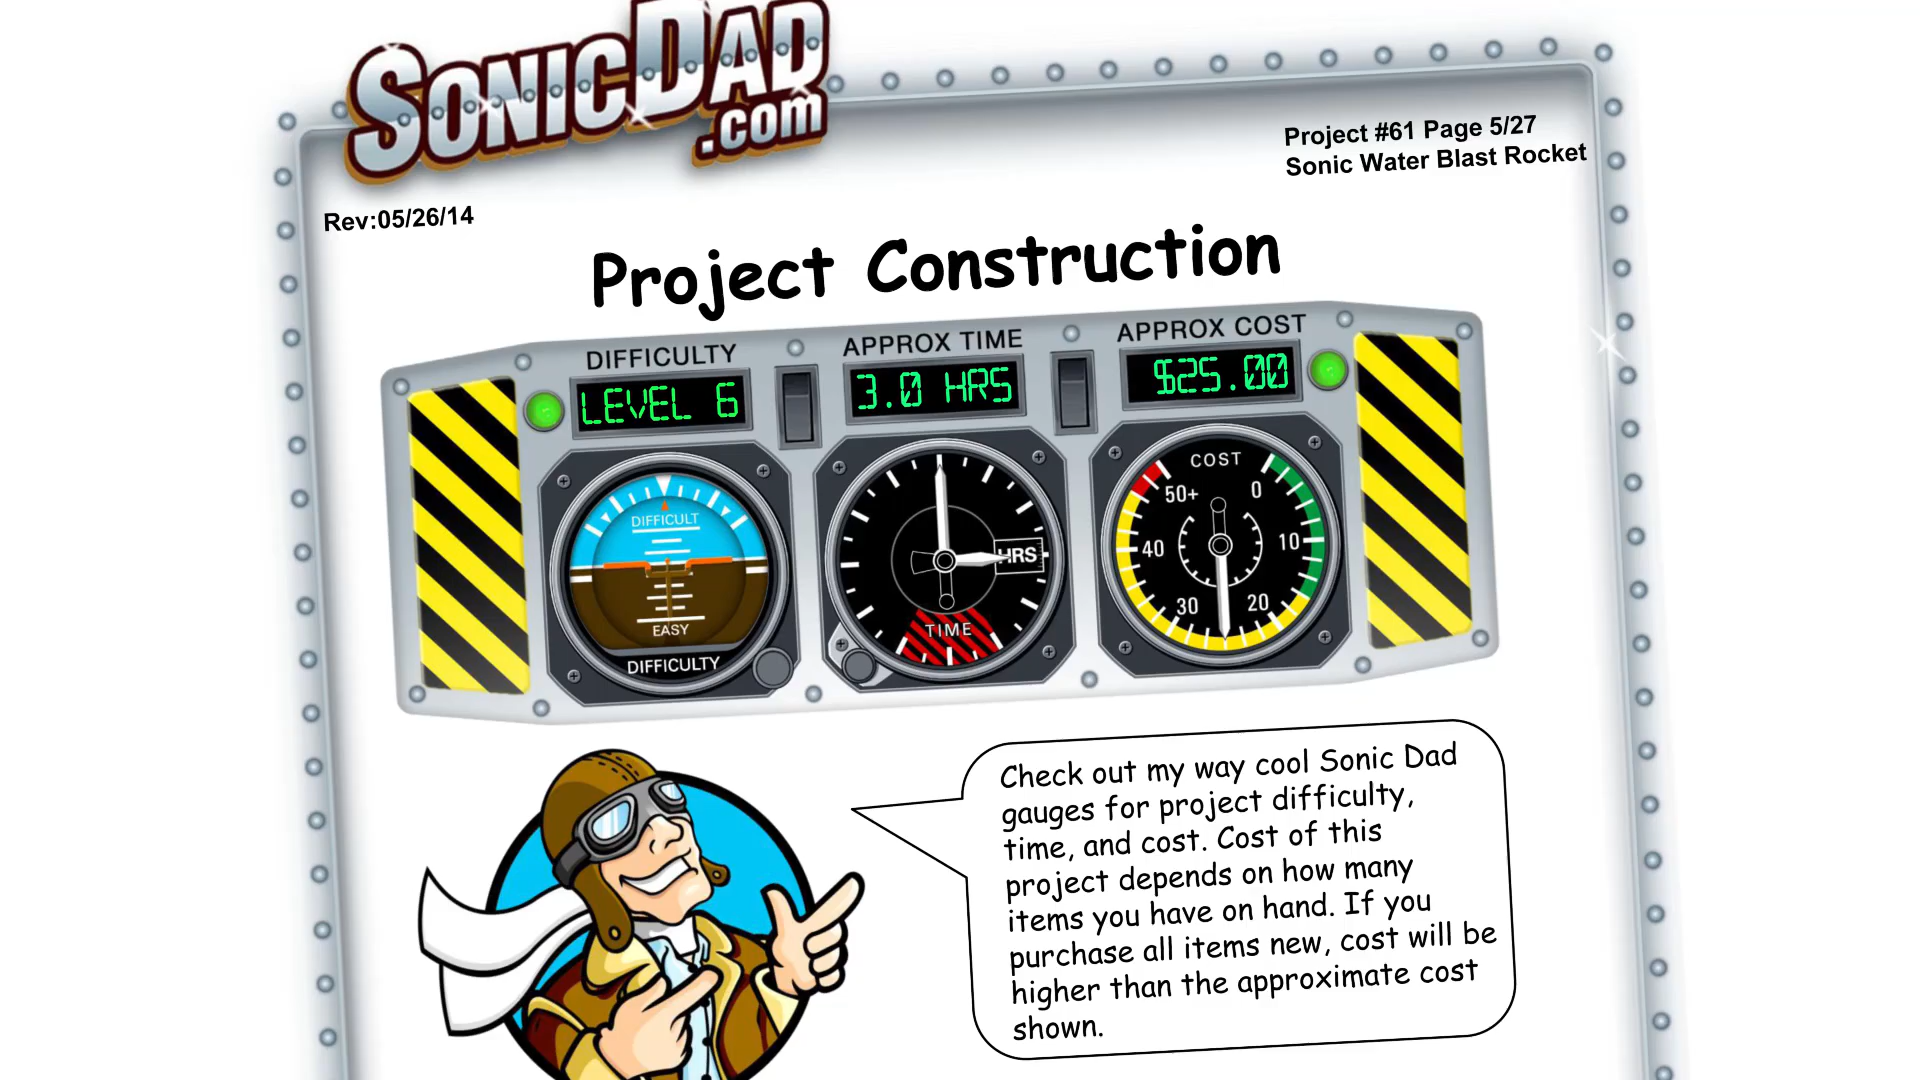 SONICDAD
.com
Project #61 Page 5/27
Sonic Water Blast Rocket
Rev:05/26/14
Project Construction
DIFFICULTY
APPROX TIME
APPROX COST
LEVEL 6
3.0 HRS
$25.00
DIFFICULT
EASY
DIFFICULTY
HRS
TIME
COST
50+
0
40
10
30
20
Check out my way cool Sonic Dad
gauges for project difficulty,
time, and cost. Cost of this
project depends on how many
items you have on hand. If you
purchase all items new, cost will be
higher than the approximate cost
shown.